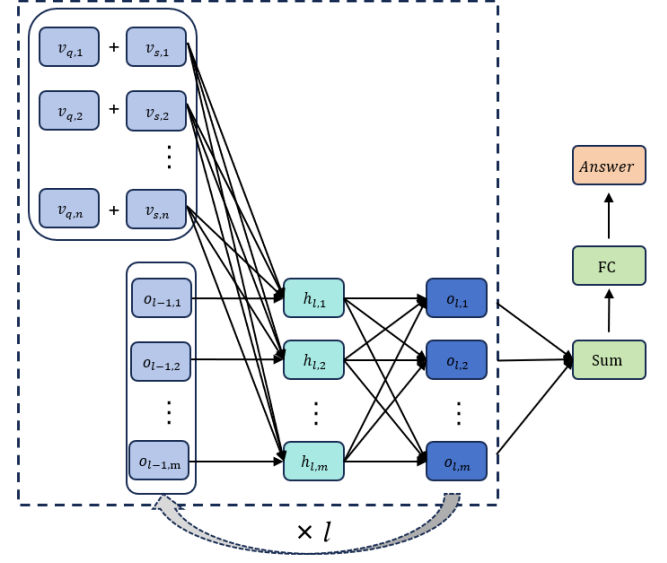 v_{q,1} + v_{s,1}
v_{q,2} + v_{s,2}
⋮
v_{q,n} + v_{s,n}
Answer
FC
o_{l−1,1} h_{l,1} o_{l,1}
o_{l−1,2} h_{l,2} o_{l,2} Sum
⋮ ⋮ ⋮
o_{l−1,m} h_{l,m} o_{l,m}
× l